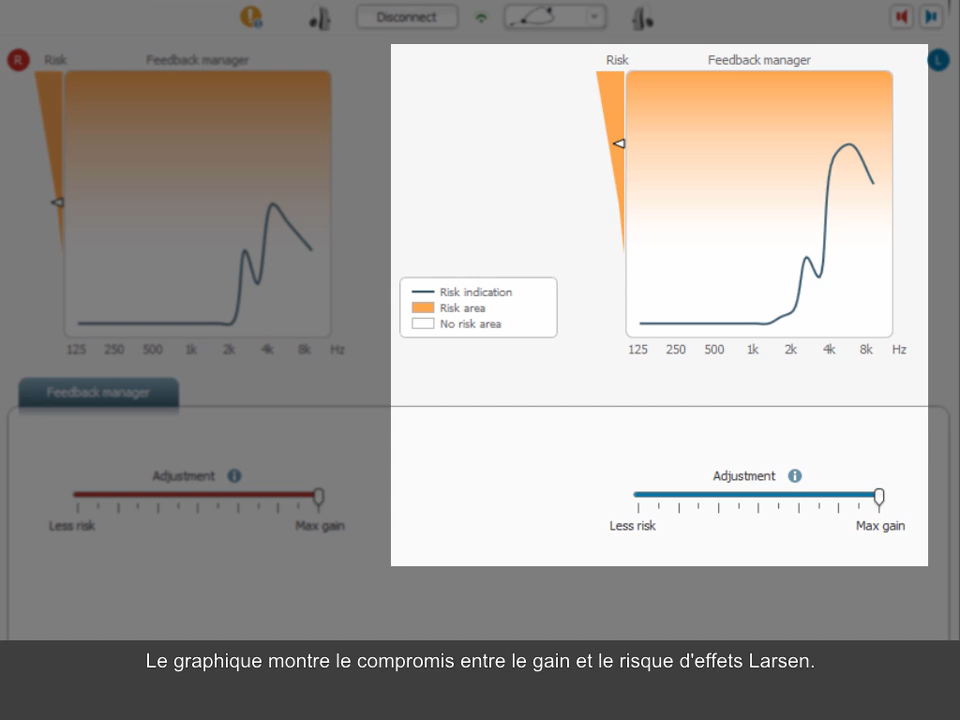 Disconnect
R
Risk
Feedback manager
125 250 500 1k 2k 4k 8k Hz
L
Risk
Feedback manager
Risk indication
Risk area
No risk area
125 250 500 1k 2k 4k 8k Hz
Feedback manager
Adjustment i
Less risk Max gain
Adjustment i
Less risk Max gain
Le graphique montre le compromis entre le gain et le risque d'effets Larsen.